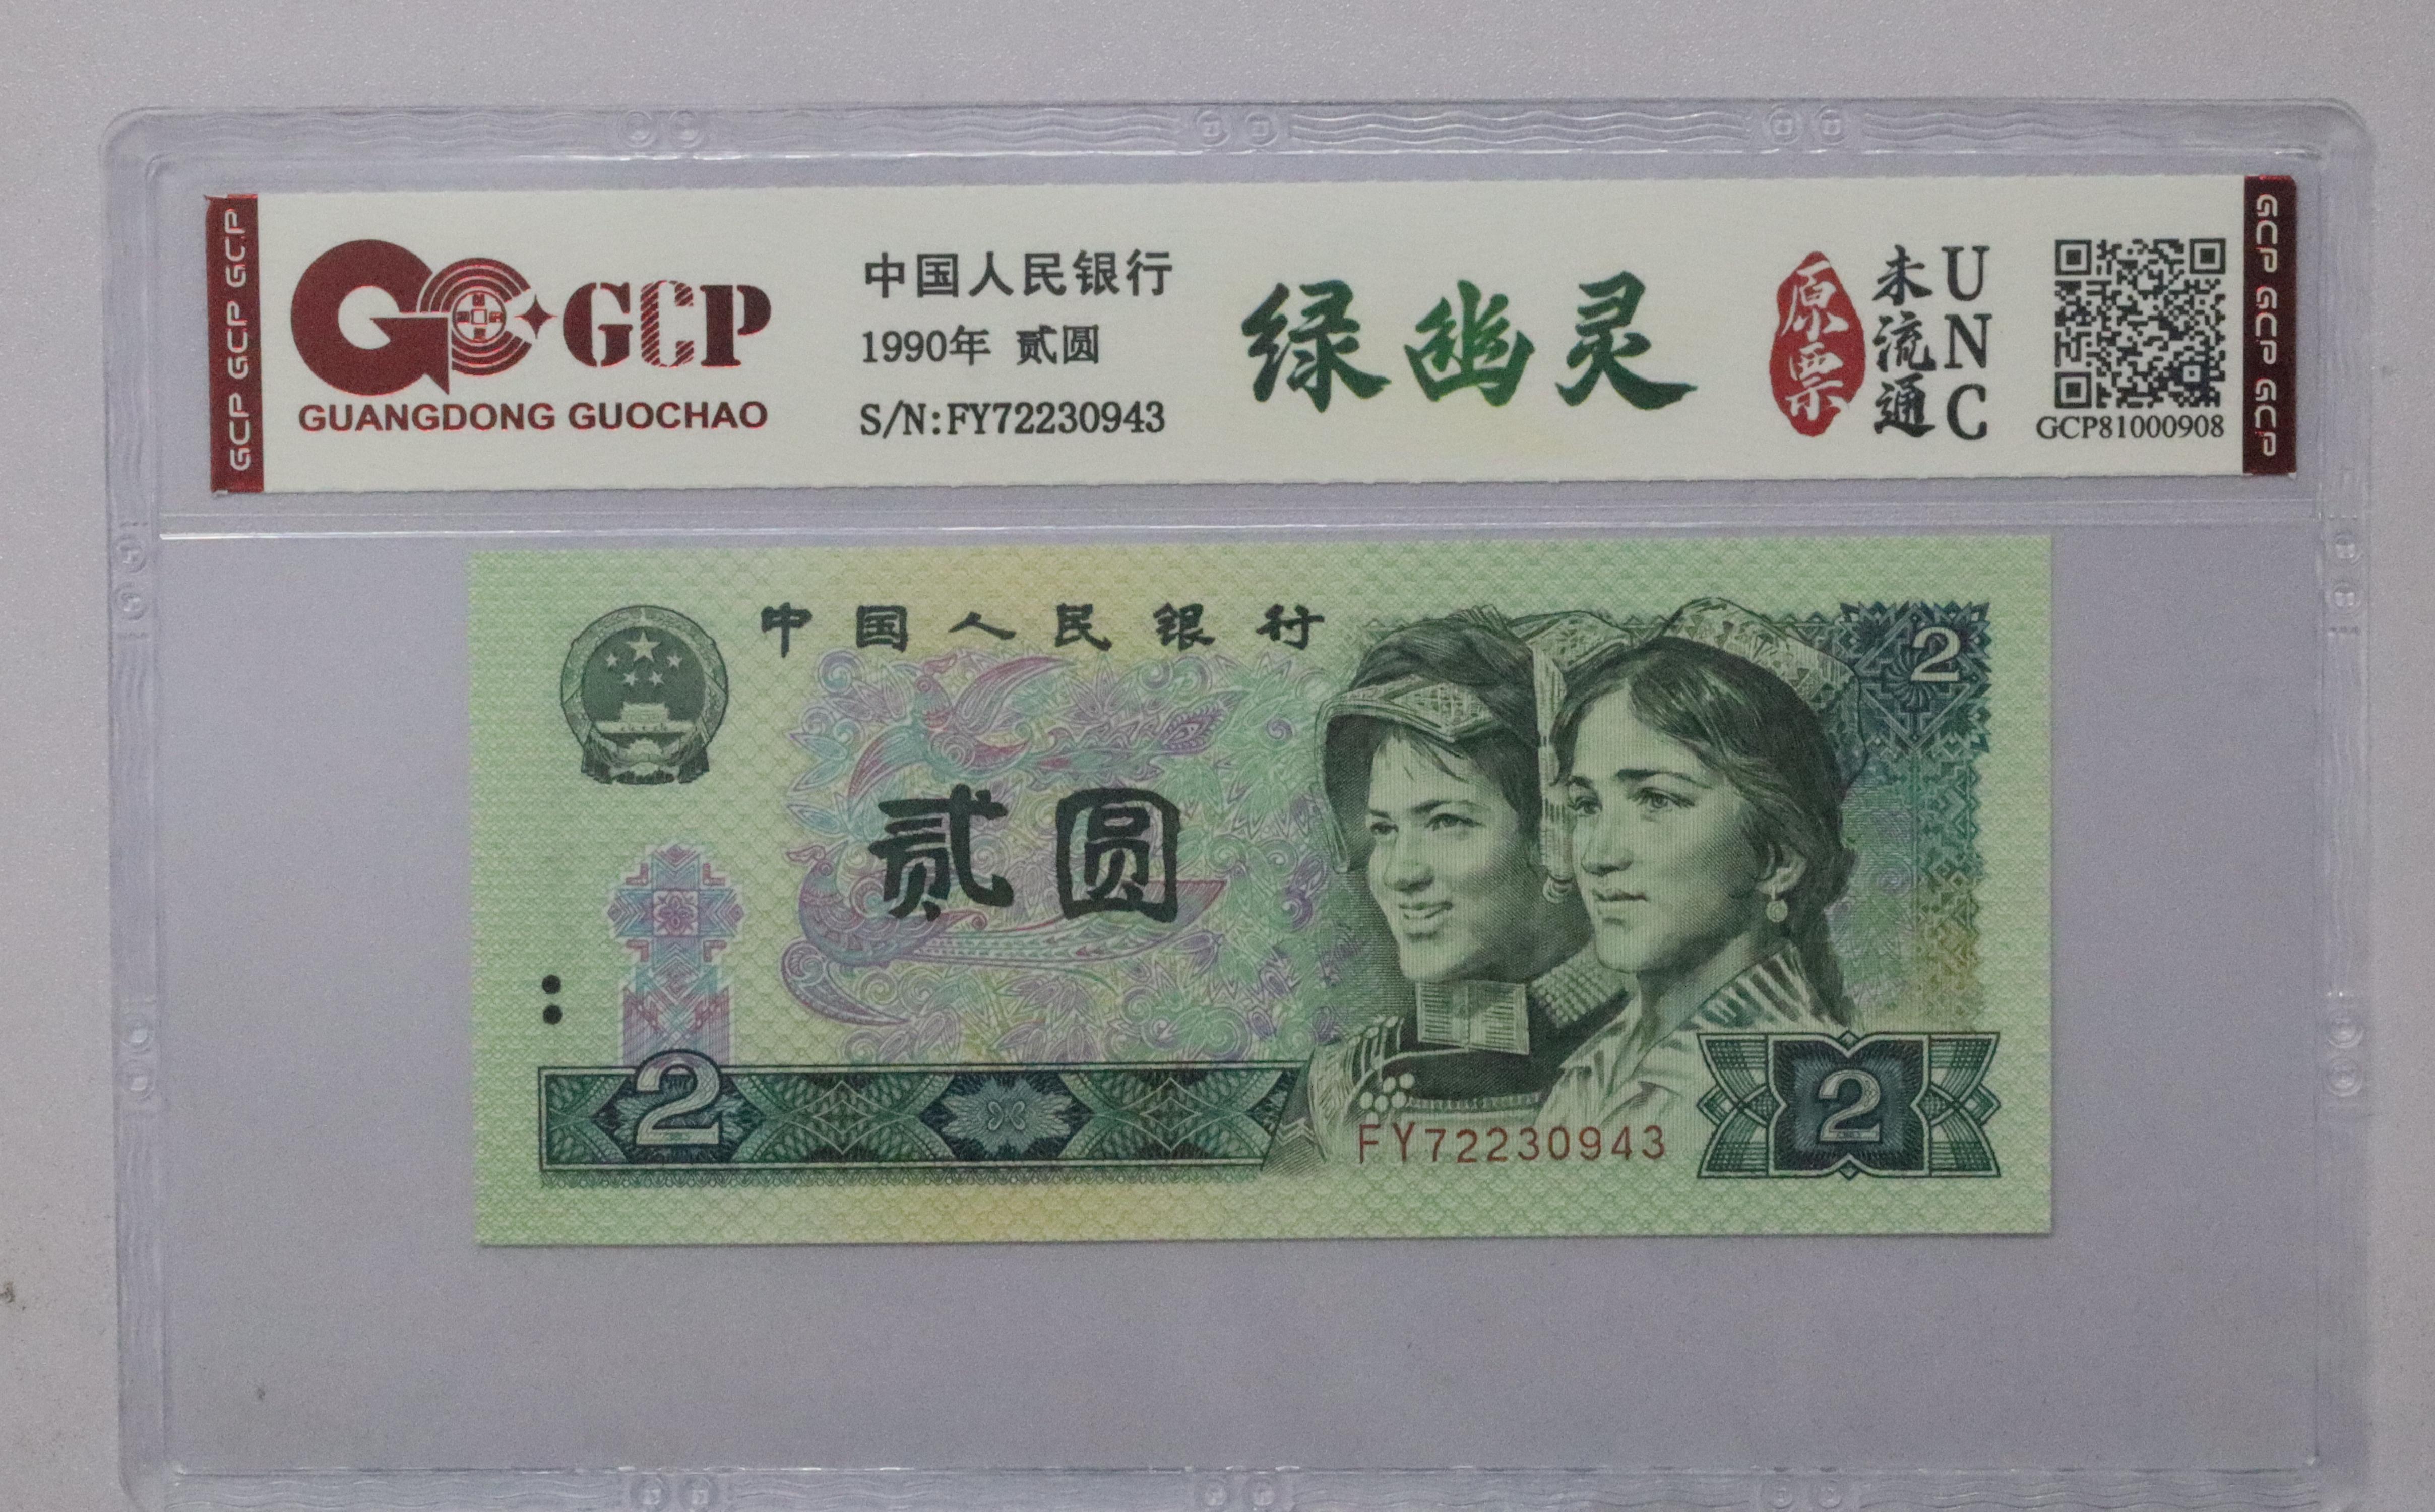 GCP GCP GCP
GCP
GUANGDONG GUOCHAO
中国人民银行
1990年 贰圆
S/N:FY72230943
绿幽灵
原票
未流通
UNC
GCP81000908
GCP GCP GCP
中国人民银行
2
贰圆
2
FY72230943
2